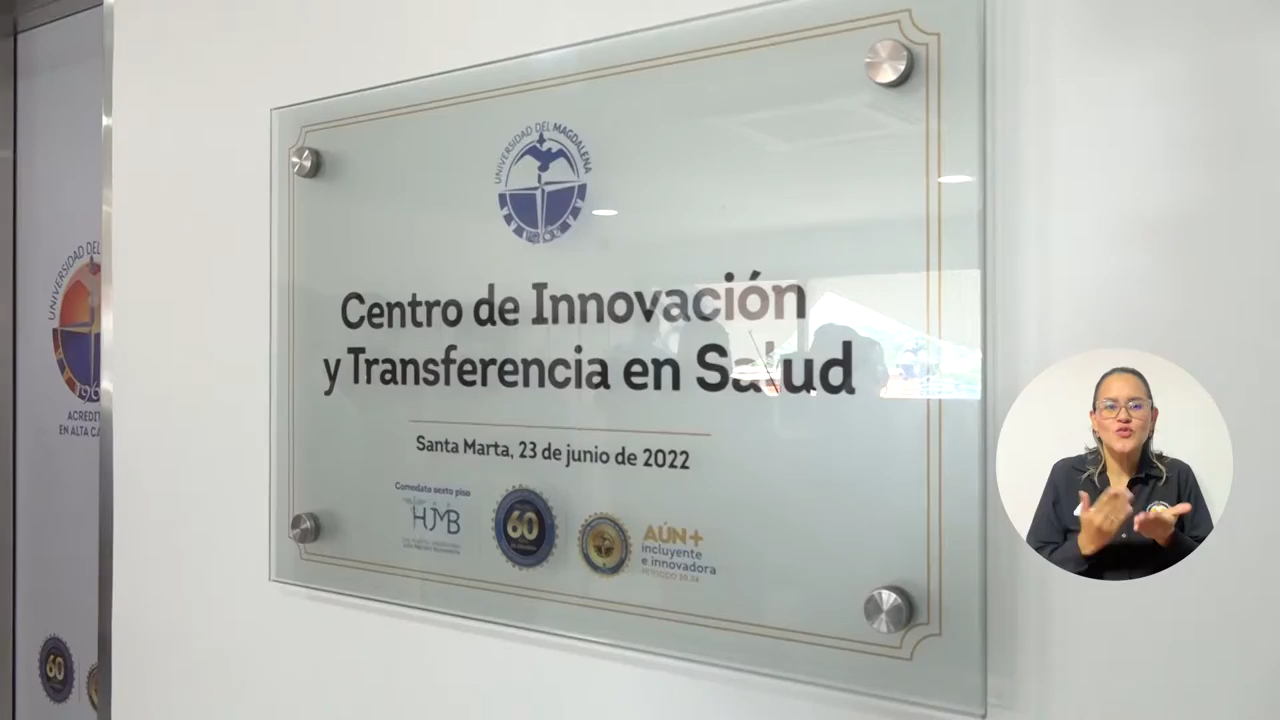 UNIVERSIDAD DEL MAGDALENA
Centro de Innovación
y Transferencia en Salud
Santa Marta, 23 de junio de 2022
Comodato sexto piso
HJMB
60
AÚN+
incluyente
e innovadora
UNIVERSIDAD DEL
ACREDIT
EN ALTA CA
60